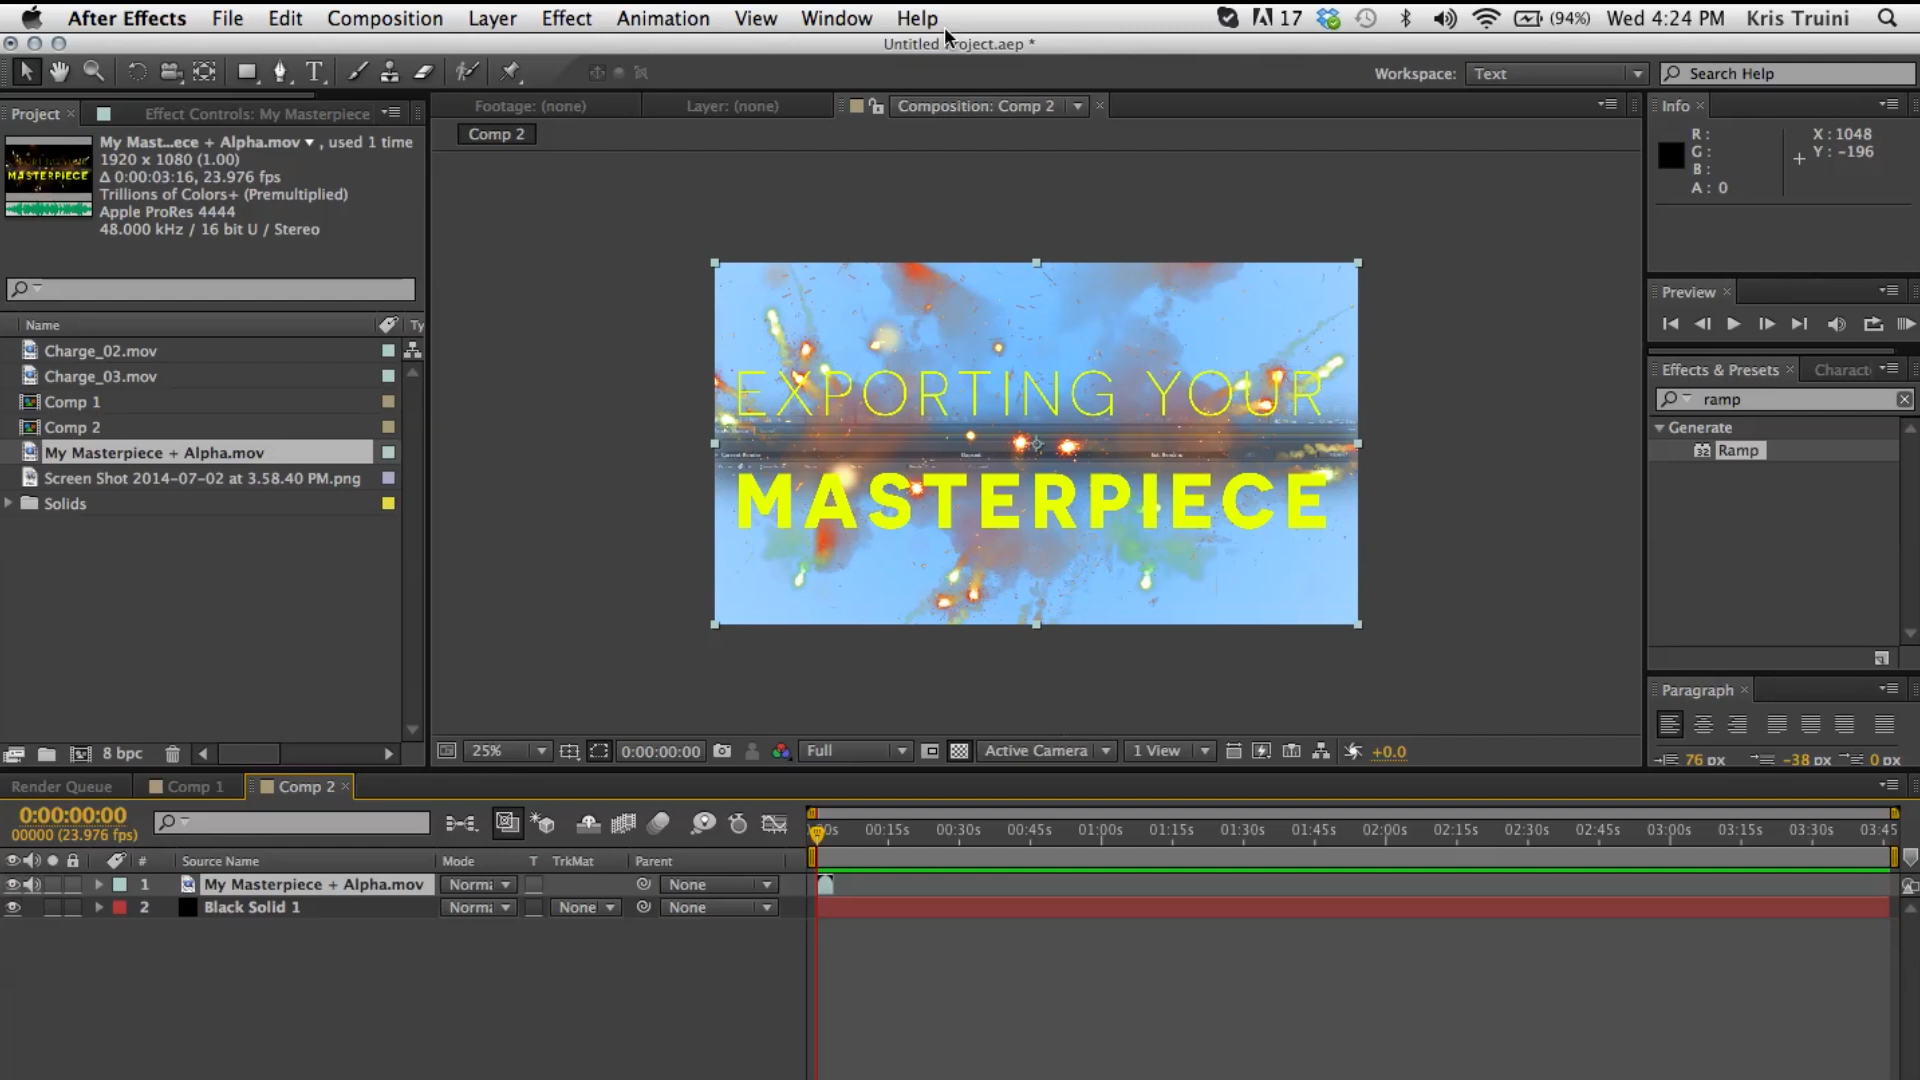 After Effects File Edit Composition Layer Effect Animation View Window Help 17 (94%) Wed 4:24 PM Kris Truini
Untitled Project.aep *
Workspace: Text Search Help
Project Effect Controls: My Masterpiece
Footage: (none) Layer: (none) Composition: Comp 2
Info
Comp 2
My Mast...ece + Alpha.mov , used 1 time
1920 x 1080 (1.00)
Δ 0:00:03:16, 23.976 fps
Trillions of Colors+ (Premultiplied)
Apple ProRes 4444
48.000 kHz / 16 bit U / Stereo
MASTERPIECE
R :
G :
B :
A : 0
X : 1048
Y : -196
Preview
Name Ty
Charge_02.mov
Charge_03.mov
Comp 1
Comp 2
My Masterpiece + Alpha.mov
Screen Shot 2014-07-02 at 3.58.40 PM.png
Solids
EXPORTING YOUR
MASTERPIECE
Effects & Presets Charact
ramp
Generate
32 Ramp
Paragraph
76 px -38 px 0 px
8 bpc
25% 0:00:00:00 Full Active Camera 1 View +0.0
Render Queue Comp 1 Comp 2
0:00:00:00
00000 (23.976 fps)
00s 00:15s 00:30s 00:45s 01:00s 01:15s 01:30s 01:45s 02:00s 02:15s 02:30s 02:45s 03:00s 03:15s 03:30s 03:45
# Source Name Mode T TrkMat Parent
1 My Masterpiece + Alpha.mov Norma None
2 Black Solid 1 Norma None None